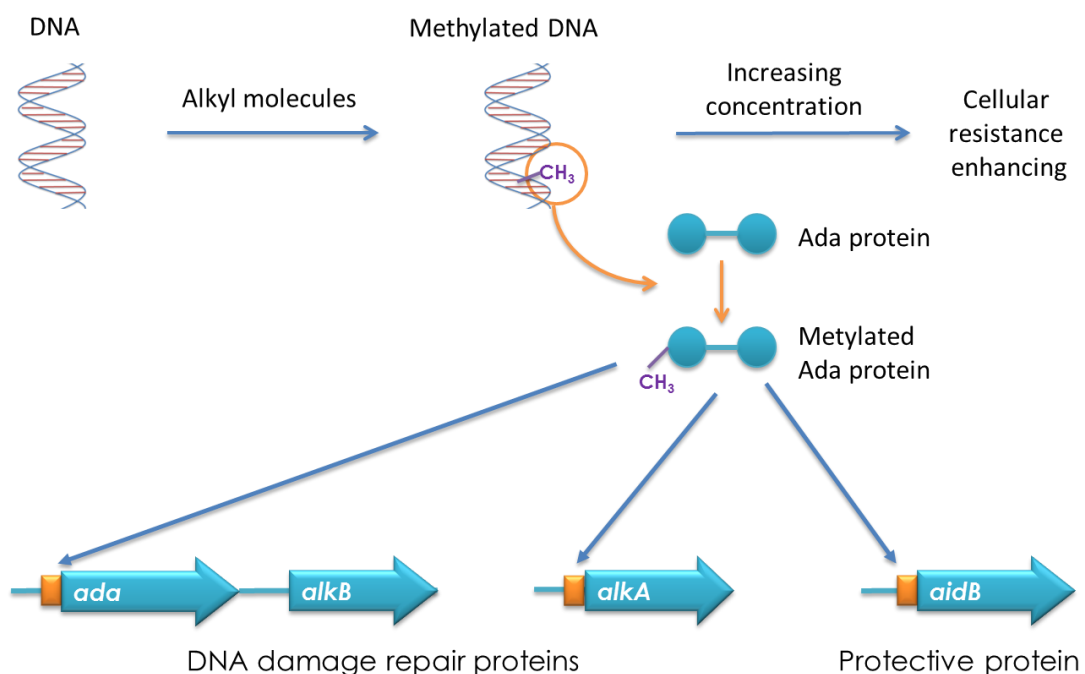 DNA
Methylated DNA
Alkyl molecules
Increasing
concentration
Cellular
resistance
enhancing
CH3
Ada protein
Metylated
Ada protein
CH3
ada
alkB
alkA
aidB
DNA damage repair proteins
Protective protein